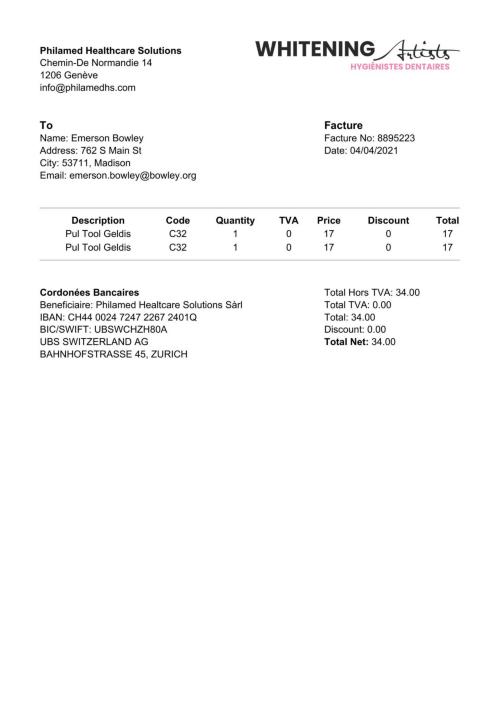 Philamed Healthcare Solutions
Chemin-De Normandie 14
1206 Genève
info@philamedhs.com
WHITENING Artists
HYGIÉNISTES DENTAIRES
To
Name: Emerson Bowley
Address: 762 S Main St
City: 53711, Madison
Email: emerson.bowley@bowley.org
Facture
Facture No: 8895223
Date: 04/04/2021
Description Code Quantity TVA Price Discount Total
Pul Tool Geldis C32 1 0 17 0 17
Pul Tool Geldis C32 1 0 17 0 17
Cordonées Bancaires
Beneficiaire: Philamed Healtcare Solutions Sàrl
IBAN: CH44 0024 7247 2267 2401Q
BIC/SWIFT: UBSWCHZH80A
UBS SWITZERLAND AG
BAHNHOFSTRASSE 45, ZURICH
Total Hors TVA: 34.00
Total TVA: 0.00
Total: 34.00
Discount: 0.00
Total Net: 34.00